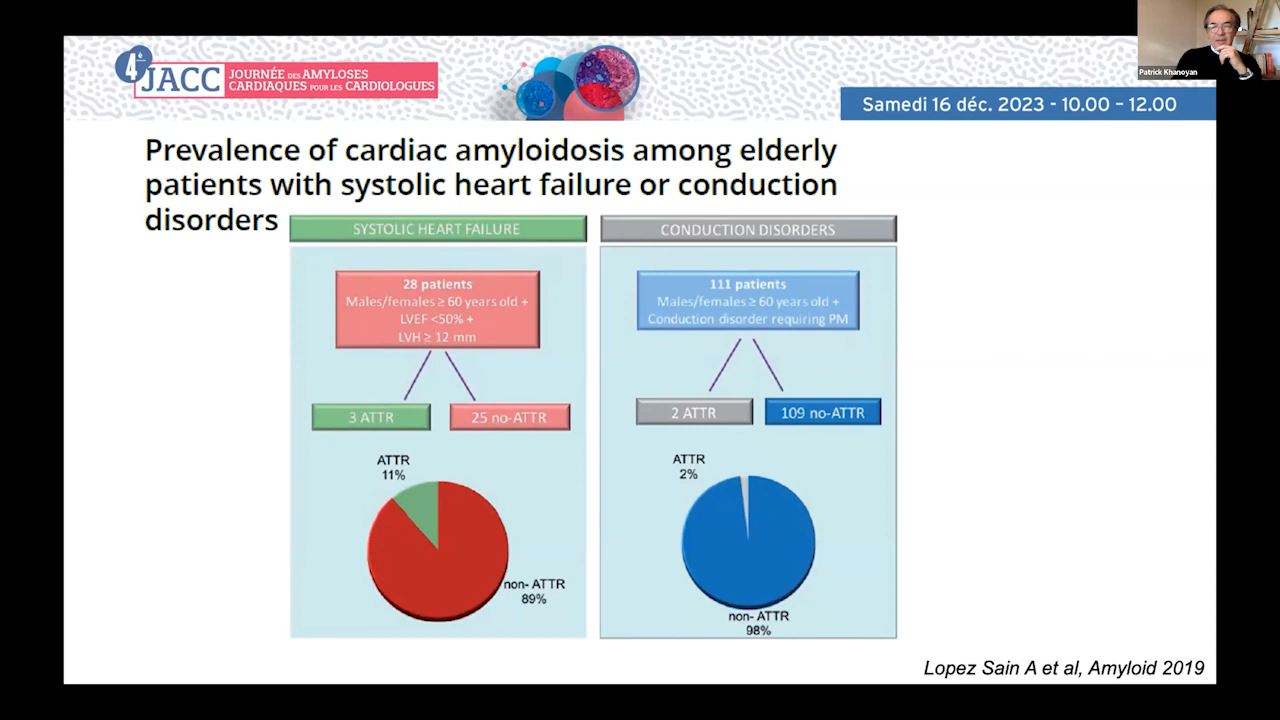 Patrick Khanoyan
4e JACC
JOURNÉE DES AMYLOSES
CARDIAQUES POUR LES CARDIOLOGUES
Samedi 16 déc. 2023 - 10.00 – 12.00
Prevalence of cardiac amyloidosis among elderly
patients with systolic heart failure or conduction
disorders
SYSTOLIC HEART FAILURE
28 patients
Males/females ≥ 60 years old +
LVEF <50% +
LVH ≥ 12 mm
3 ATTR
25 no-ATTR
ATTR
11%
non- ATTR
89%
CONDUCTION DISORDERS
111 patients
Males/females ≥ 60 years old +
Conduction disorder requiring PM
2 ATTR
109 no-ATTR
ATTR
2%
non- ATTR
98%
Lopez Sain A et al, Amyloid 2019